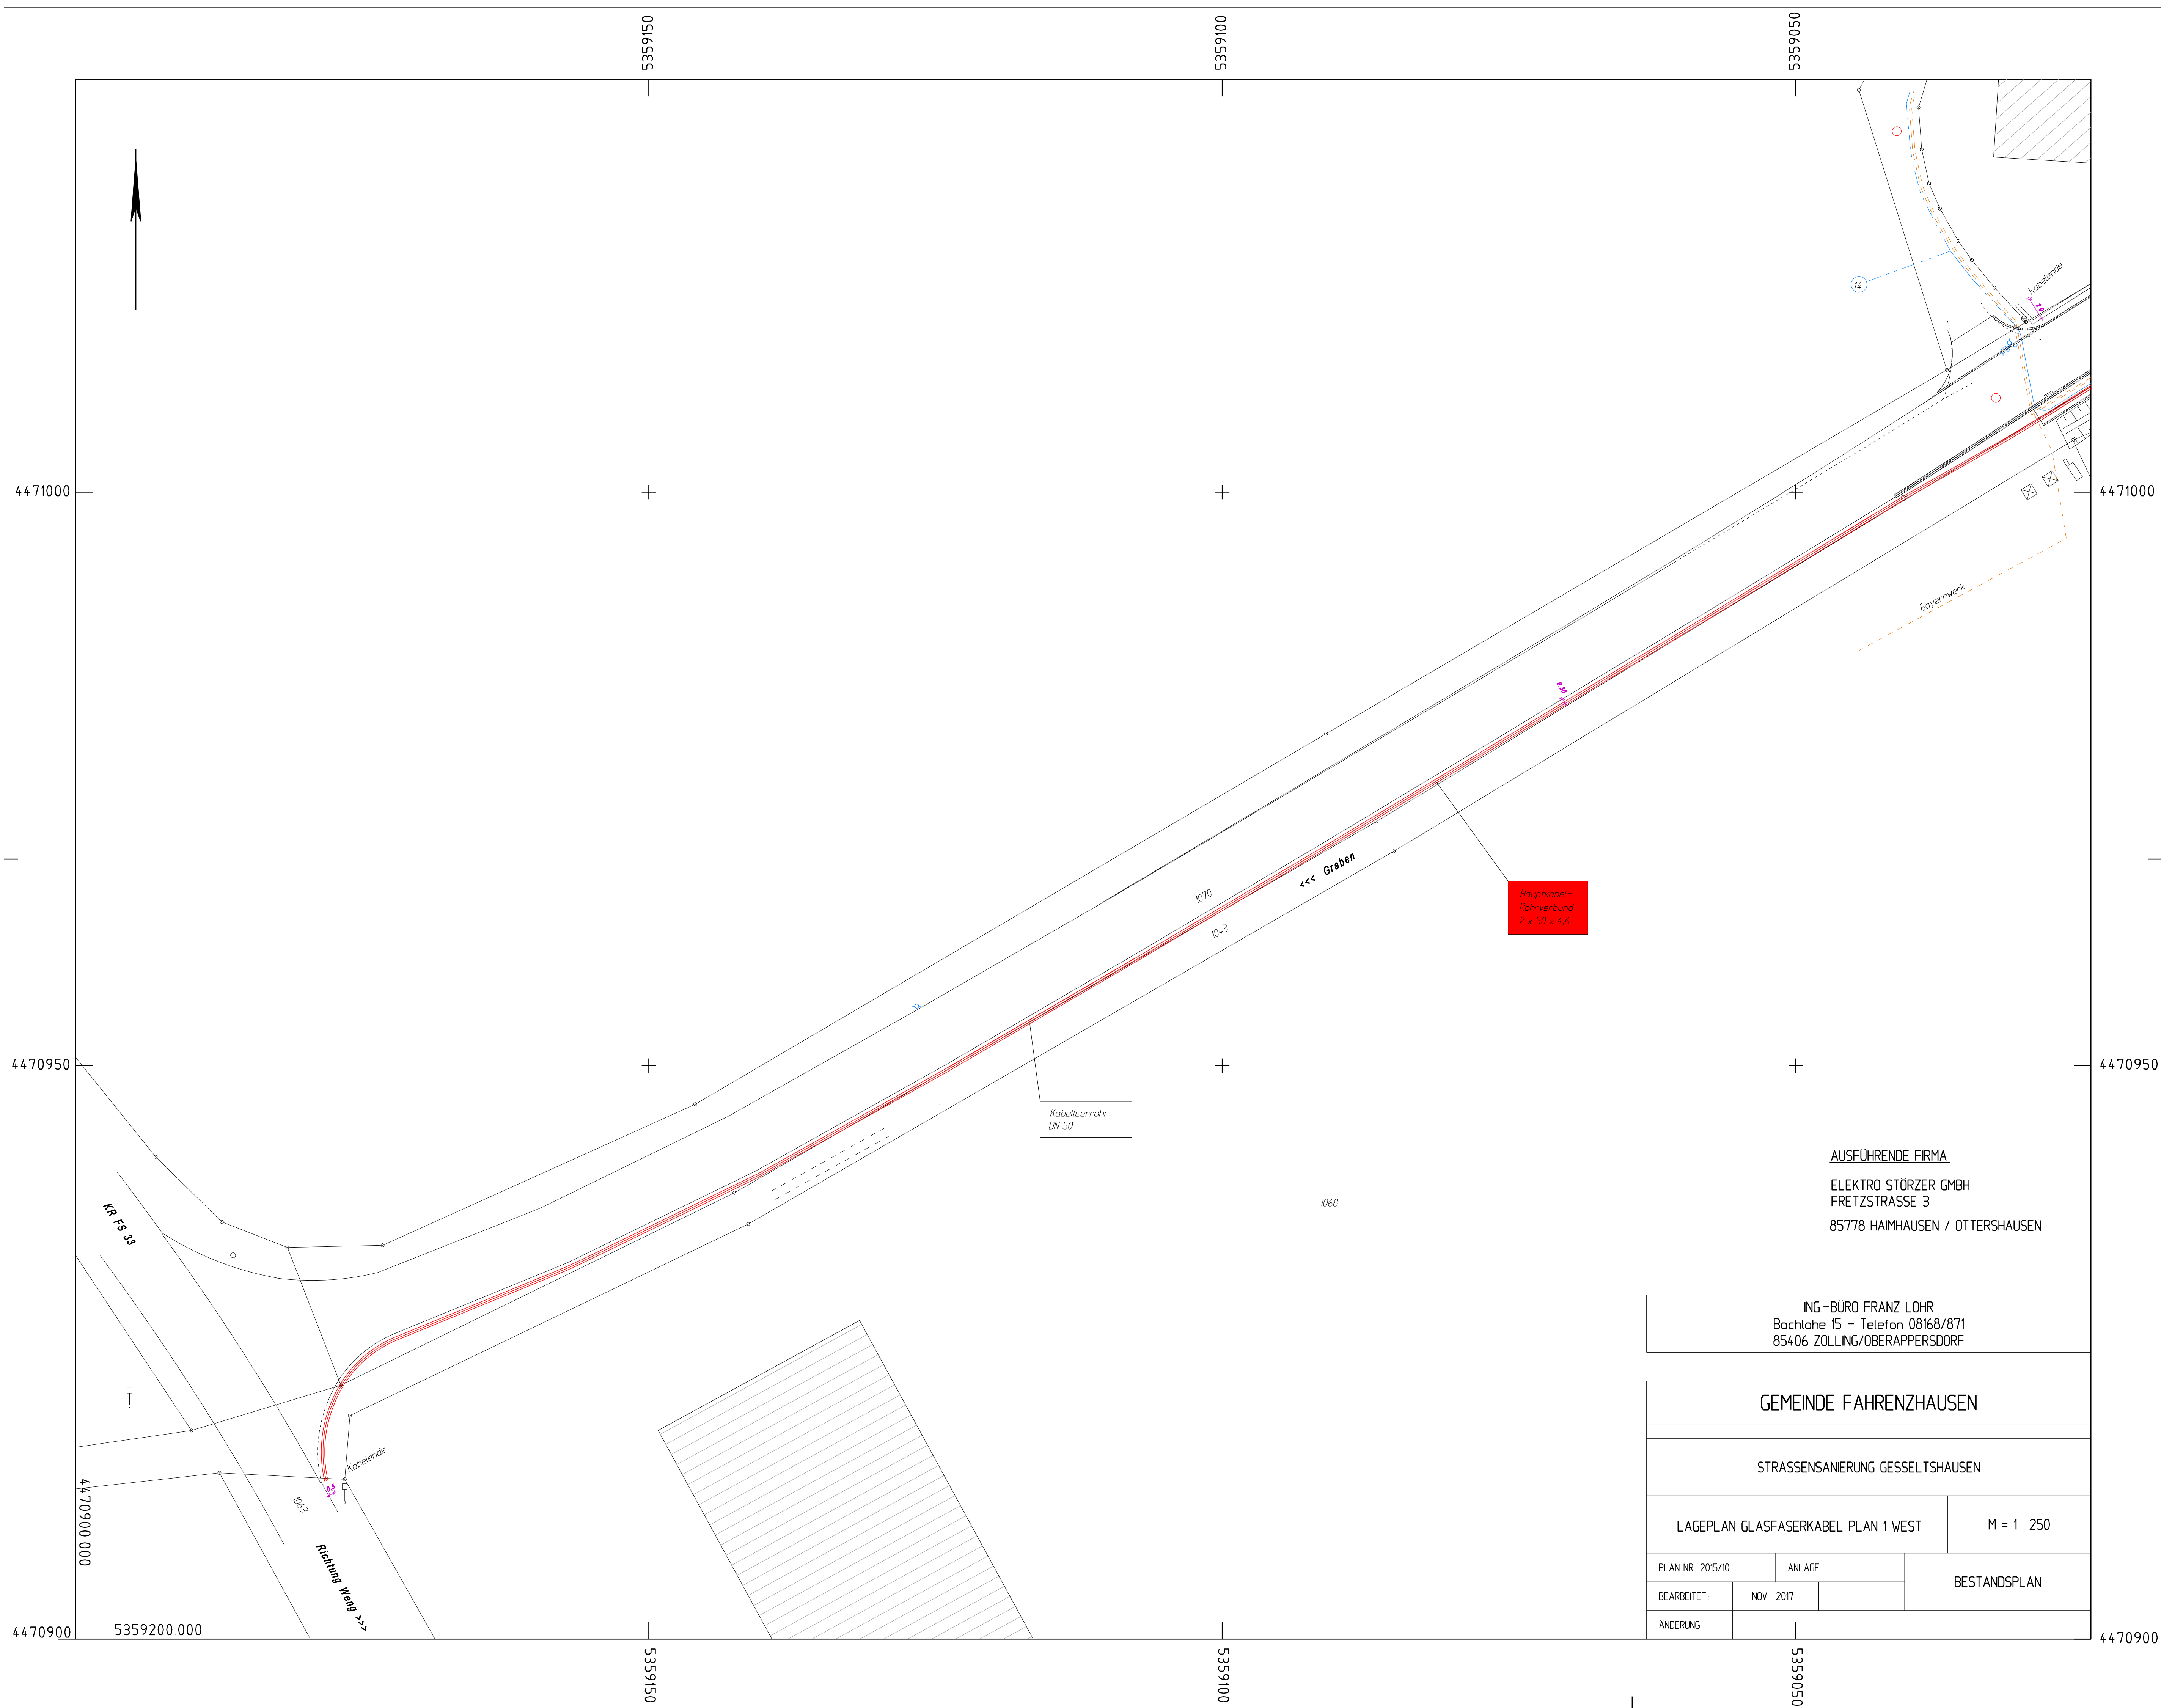 5359150
5359100
5359050
Kabelende
2.0
14
4471000
4471000
Bayernwerk
0.30
<<< Graben
1070
1043
Hauptkabel-
Rohrverbund
2 x 50 x 4.6
4470950
4470950
Kabelleerrohr
DN 50
1068
KR FS 33
AUSFÜHRENDE FIRMA
ELEKTRO STÖRZER GMBH
FRETZSTRASSE 3
85778 HAIMHAUSEN / OTTERSHAUSEN
ING-BÜRO FRANZ LOHR
Bachlohe 15 - Telefon 08168/871
85406 ZOLLING/OBERAPPERSDORF
GEMEINDE FAHRENZHAUSEN
STRASSENSANIERUNG GESSELTSHAUSEN
LAGEPLAN GLASFASERKABEL PLAN 1 WEST
M = 1 250
PLAN NR: 2015/10
ANLAGE
BESTANDSPLAN
BEARBEITET
NOV 2017
ÄNDERUNG
Kabelende
1063
Richtung Weng >>>
4470900 000
5359200 000
4470900
4470900
5359150
5359100
5359050